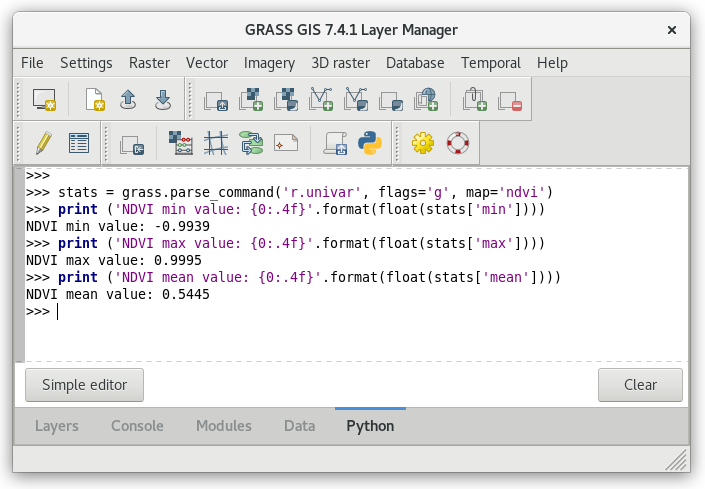 GRASS GIS 7.4.1 Layer Manager
File Settings Raster Vector Imagery 3D raster Database Temporal Help
>>>
>>> stats = grass.parse_command('r.univar', flags='g', map='ndvi')
>>> print ('NDVI min value: {0:.4f}'.format(float(stats['min'])))
NDVI min value: -0.9939
>>> print ('NDVI max value: {0:.4f}'.format(float(stats['max'])))
NDVI max value: 0.9995
>>> print ('NDVI mean value: {0:.4f}'.format(float(stats['mean'])))
NDVI mean value: 0.5445
>>>
Simple editor Clear
Layers Console Modules Data Python